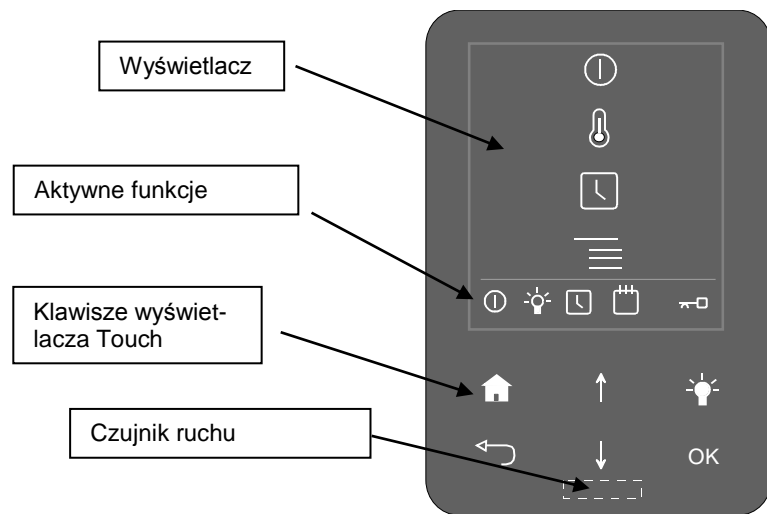 Wyświetlacz
Aktywne funkcje
Klawisze wyświet-
lacza Touch
Czujnik ruchu
OK